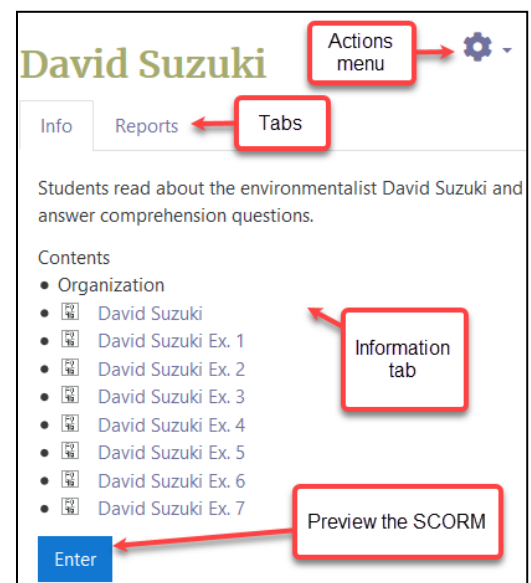 David Suzuki
Actions
menu
Info
Reports
Tabs
Students read about the environmentalist David Suzuki and
answer comprehension questions.
Contents
• Organization
• David Suzuki
• David Suzuki Ex. 1
• David Suzuki Ex. 2
• David Suzuki Ex. 3
• David Suzuki Ex. 4
• David Suzuki Ex. 5
• David Suzuki Ex. 6
• David Suzuki Ex. 7
Information
tab
Preview the SCORM
Enter